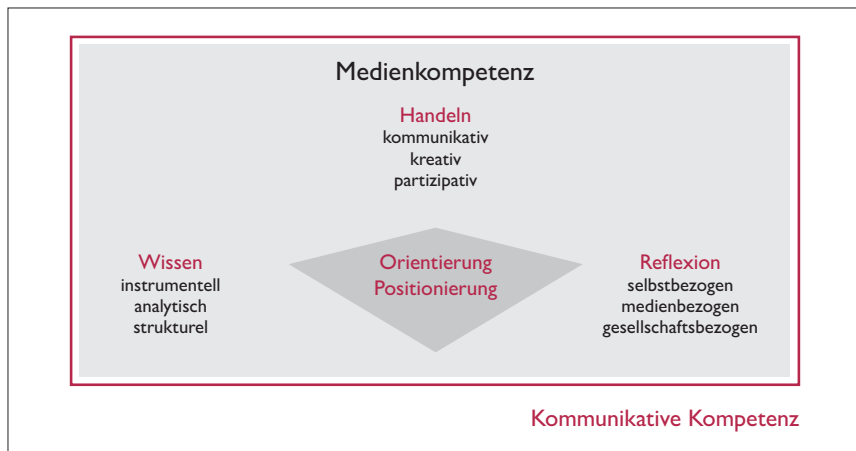 Medienkompetenz
Handeln
kommunikativ
kreativ
partizipativ
Wissen
instrumentell
analytisch
strukturel
Orientierung
Positionierung
Reflexion
selbstbezogen
medienbezogen
gesellschaftsbezogen
Kommunikative Kompetenz